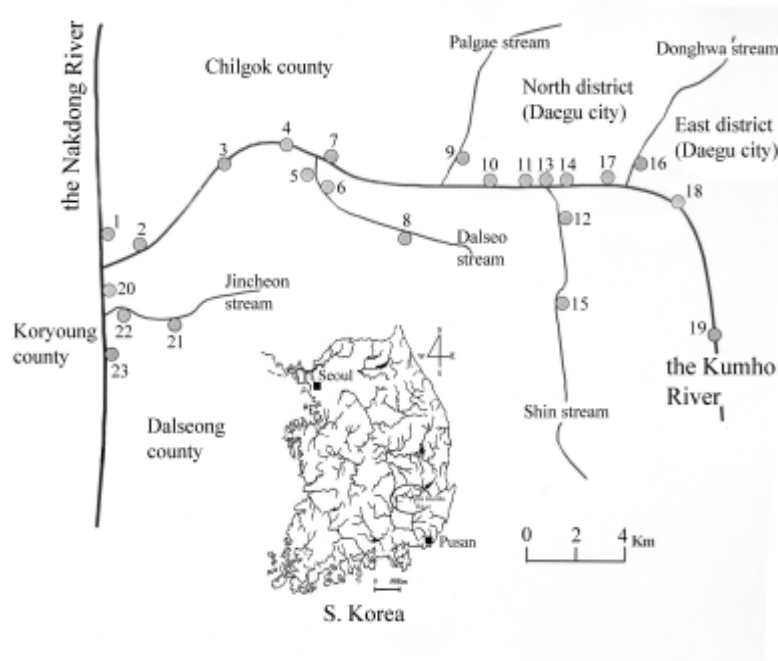 the Nakdong River
Chilgok county
Palgae stream
Donghwa stream
North district
(Daegu city)
East district
(Daegu city)
1
2
3
4
5
6
7
8
9
10
11
13
14
17
16
18
12
15
19
Dalseo
stream
20
22
21
23
Jincheon
stream
Koryoung
county
Dalseong
county
Shin stream
the Kumho
River
Seoul
Pusan
S. Korea
0 2 4 Km